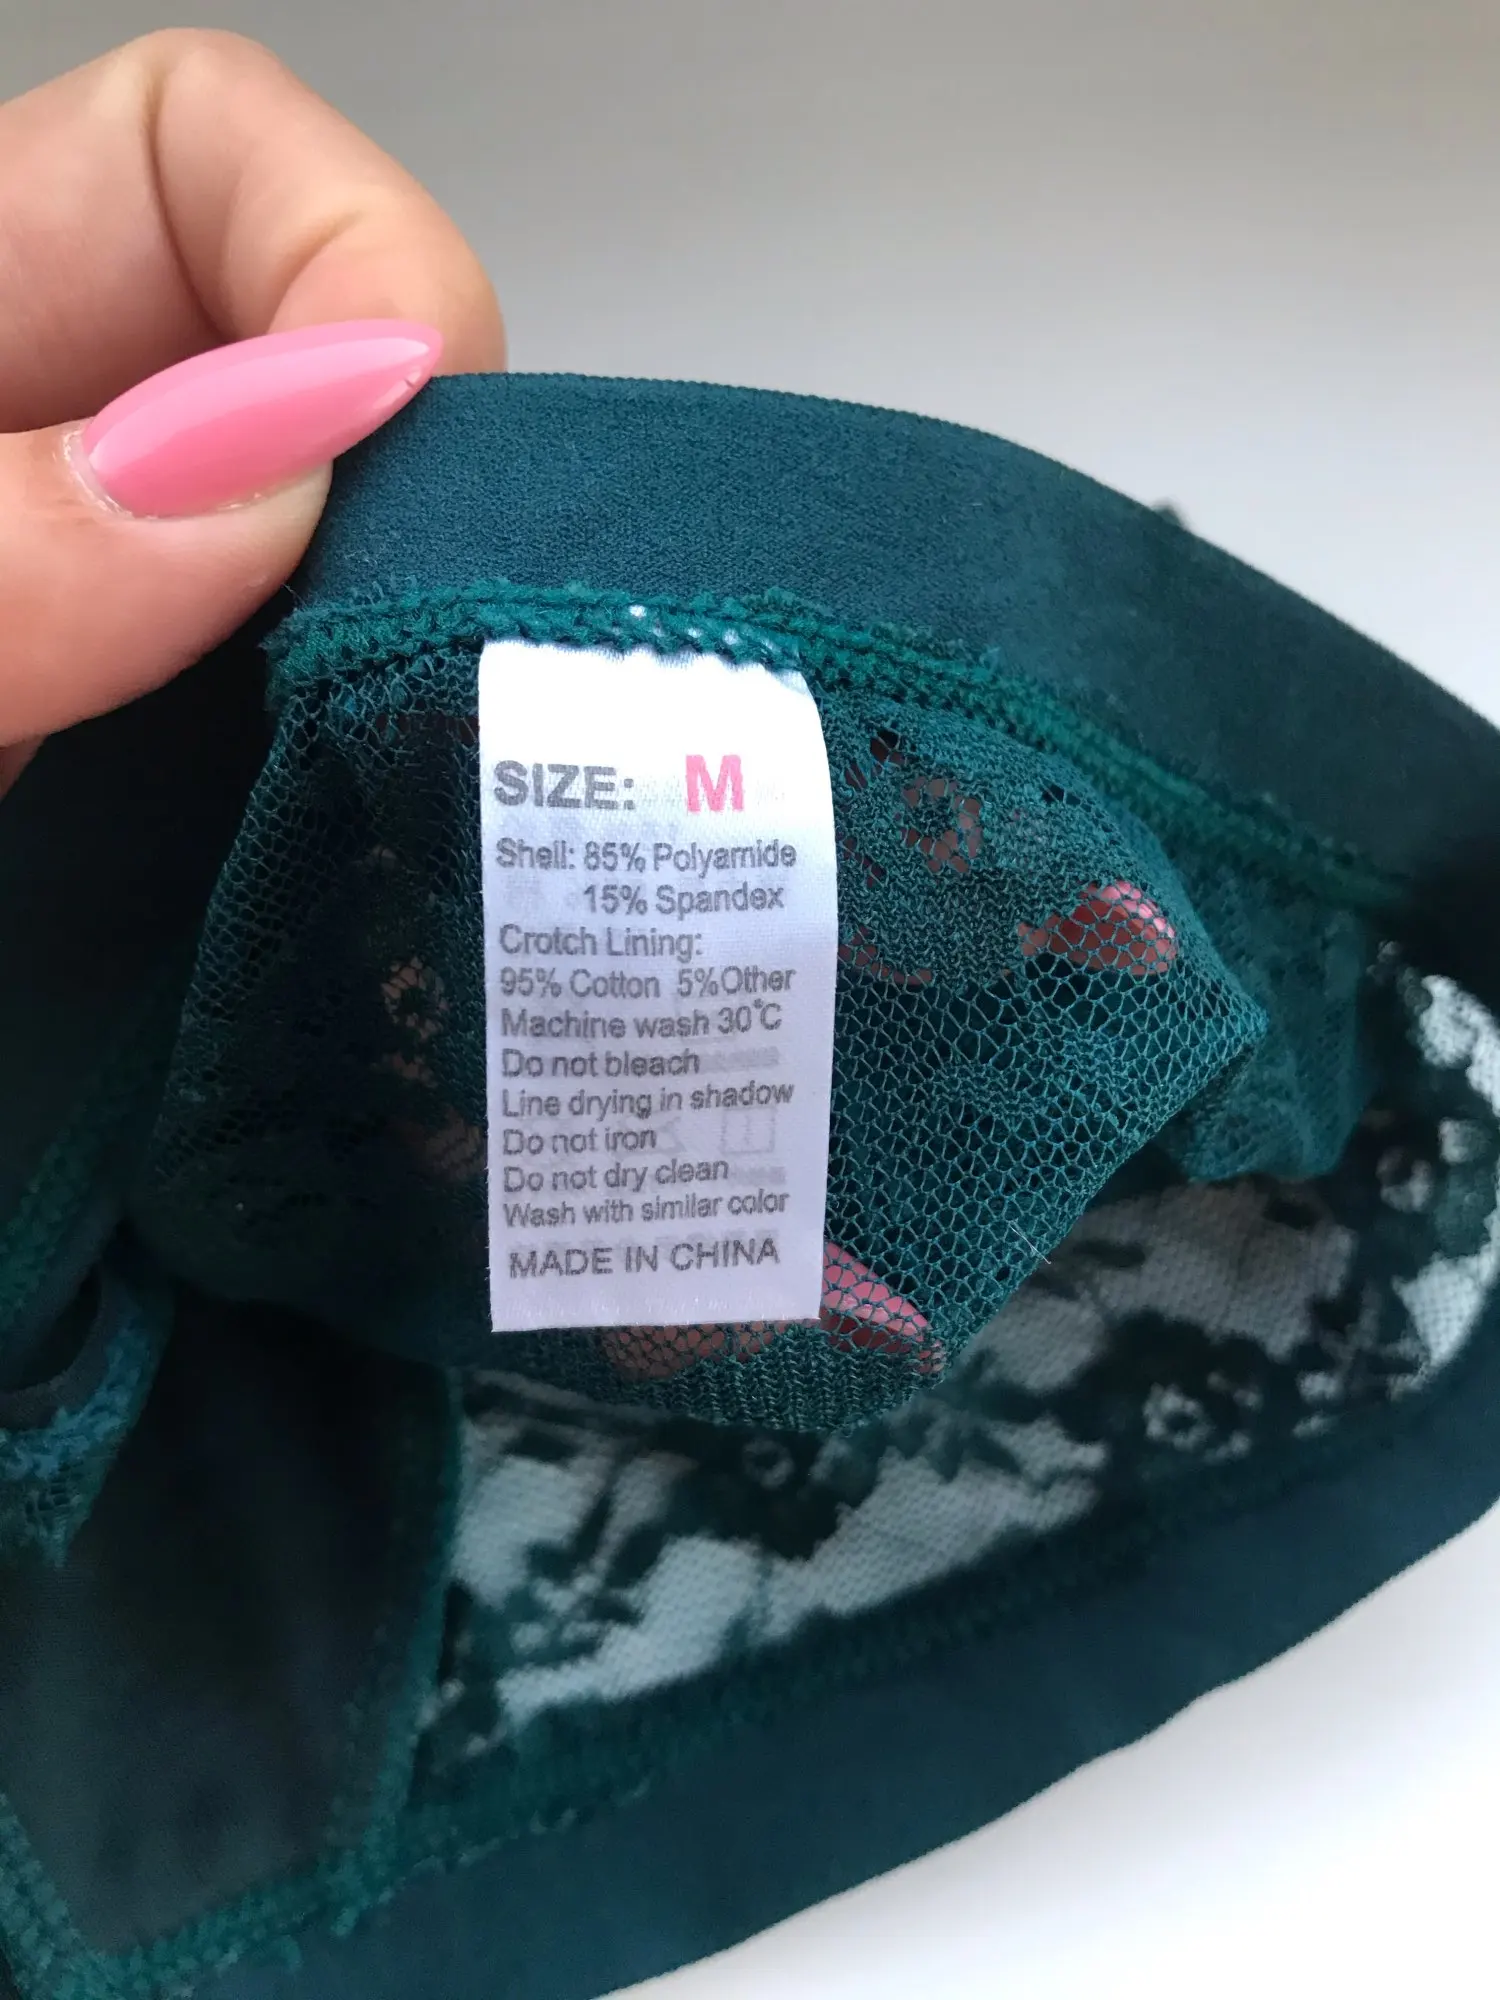 SIZE: M
Shell: 85% Polyamide
15% Spandex
Crotch Lining:
95% Cotton 5%Other
Machine wash 30°C
Do not bleach
Line drying in shadow
Do not iron
Do not dry clean
Wash with similar color
MADE IN CHINA